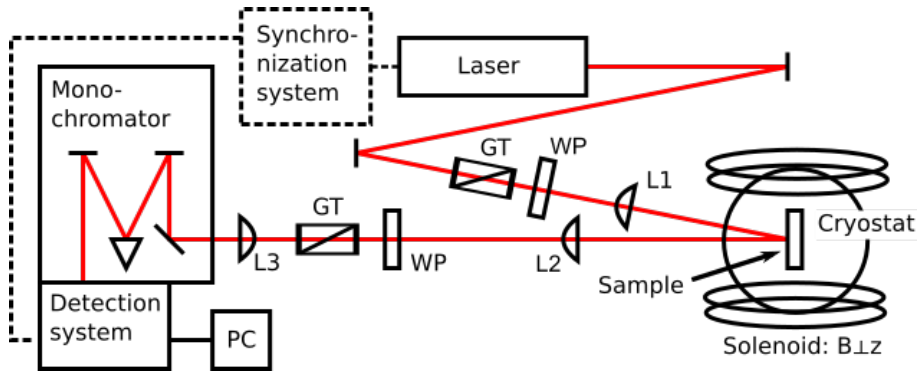 Synchro-
nization
system
Laser
Mono-
chromator
GT
WP
L1
GT
WP
L2
L3
Cryostat
Sample
Detection
system
PC
Solenoid: B⊥z